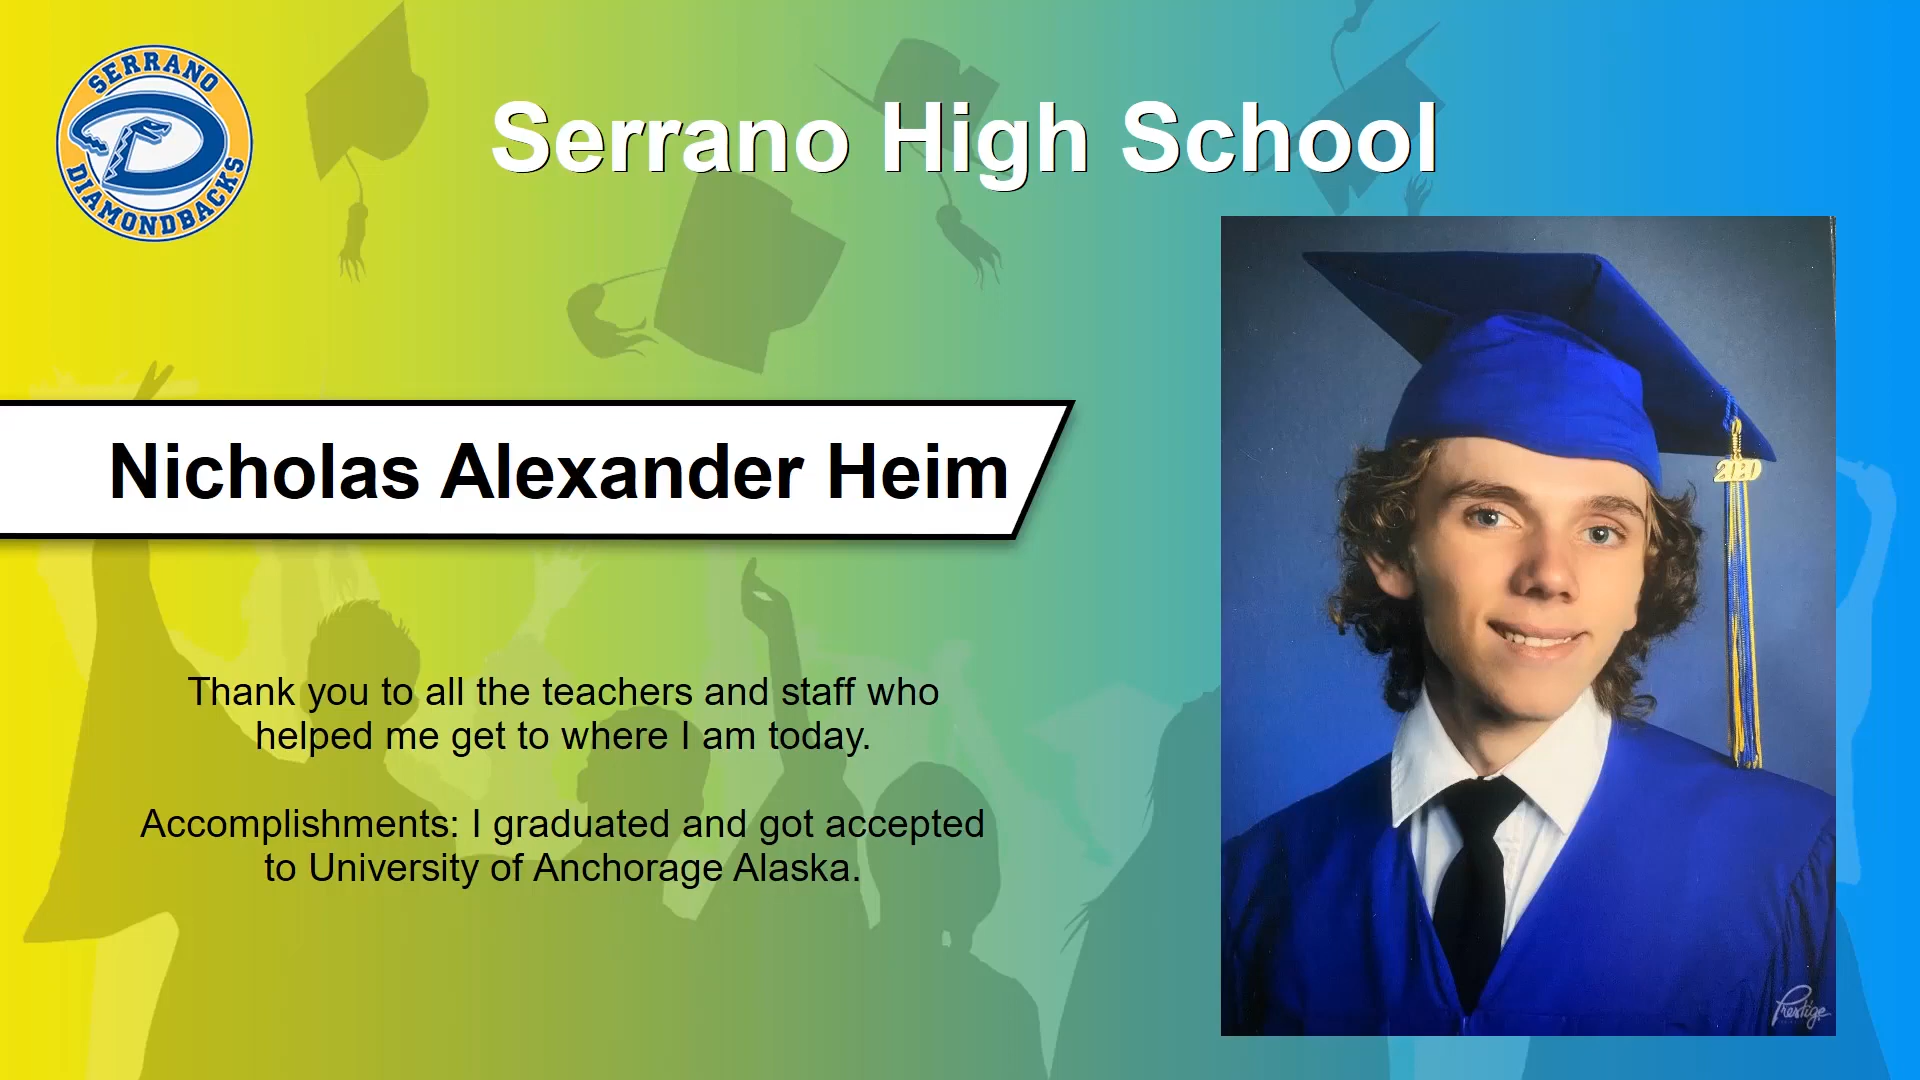 SERRANO
DIAMONDBACKS
Serrano High School
Nicholas Alexander Heim
2020
Thank you to all the teachers and staff who
helped me get to where I am today.
Accomplishments: I graduated and got accepted
to University of Anchorage Alaska.
Prestige